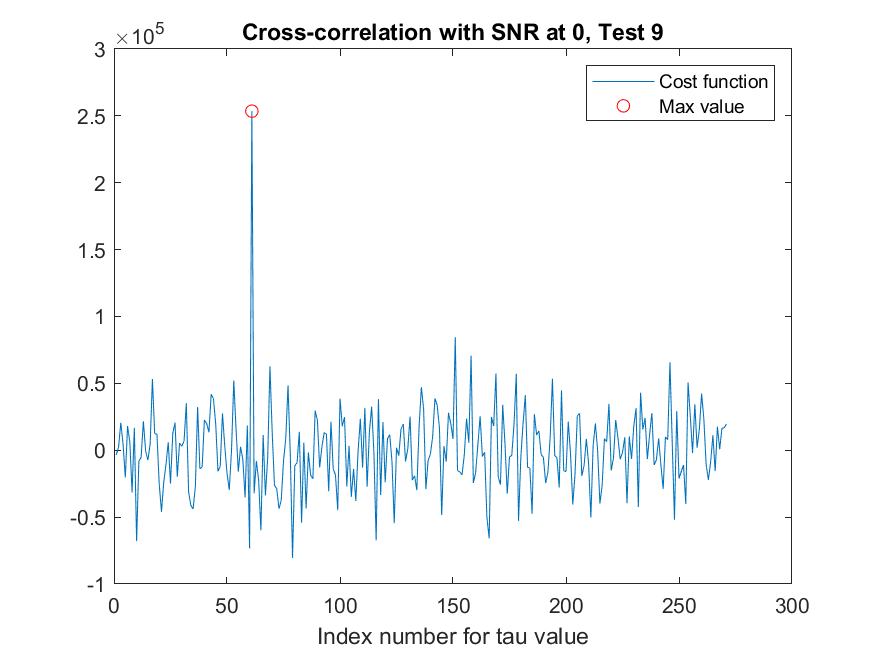 Cross-correlation with SNR at 0, Test 9
×10^5
3
2.5
2
1.5
1
0.5
0
-0.5
-1
Cost function
Max value
0 50 100 150 200 250 300
Index number for tau value